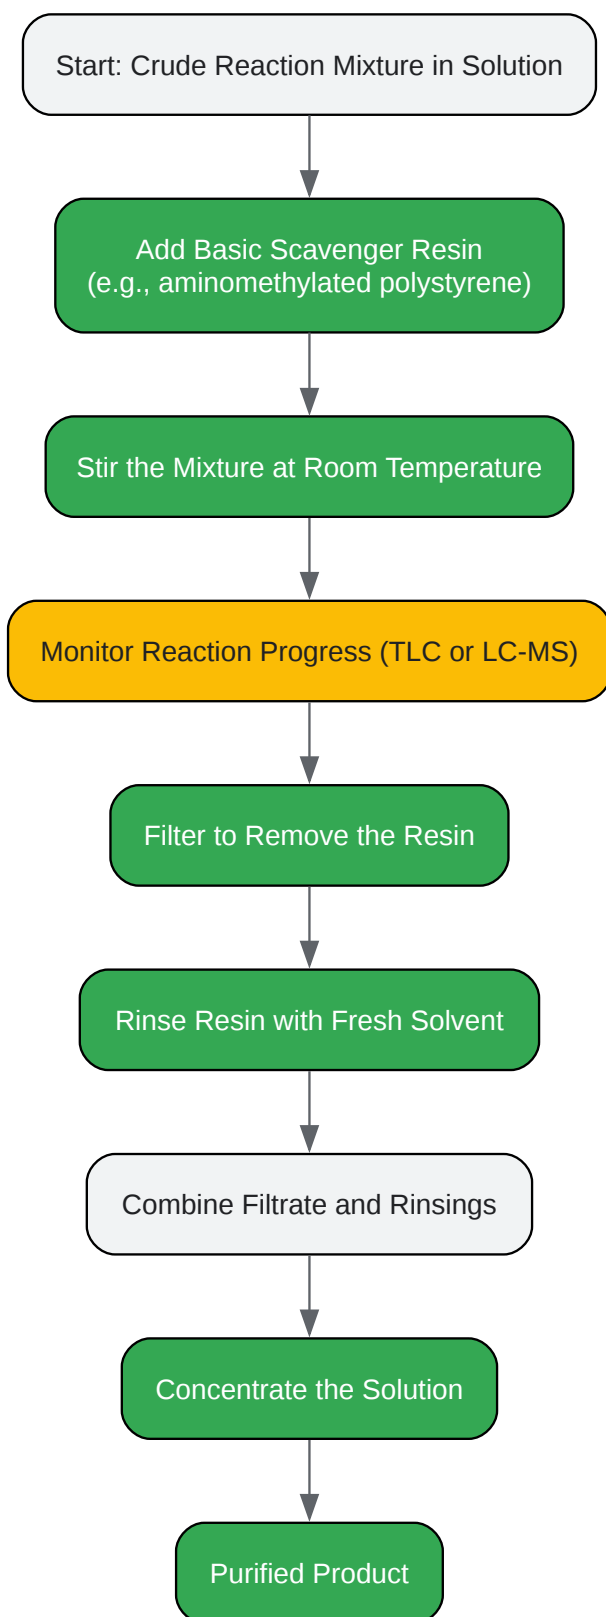 Start: Crude Reaction Mixture in Solution
Add Basic Scavenger Resin
(e.g., aminomethylated polystyrene)
Stir the Mixture at Room Temperature
Monitor Reaction Progress (TLC or LC-MS)
Filter to Remove the Resin
Rinse Resin with Fresh Solvent
Combine Filtrate and Rinsings
Concentrate the Solution
Purified Product